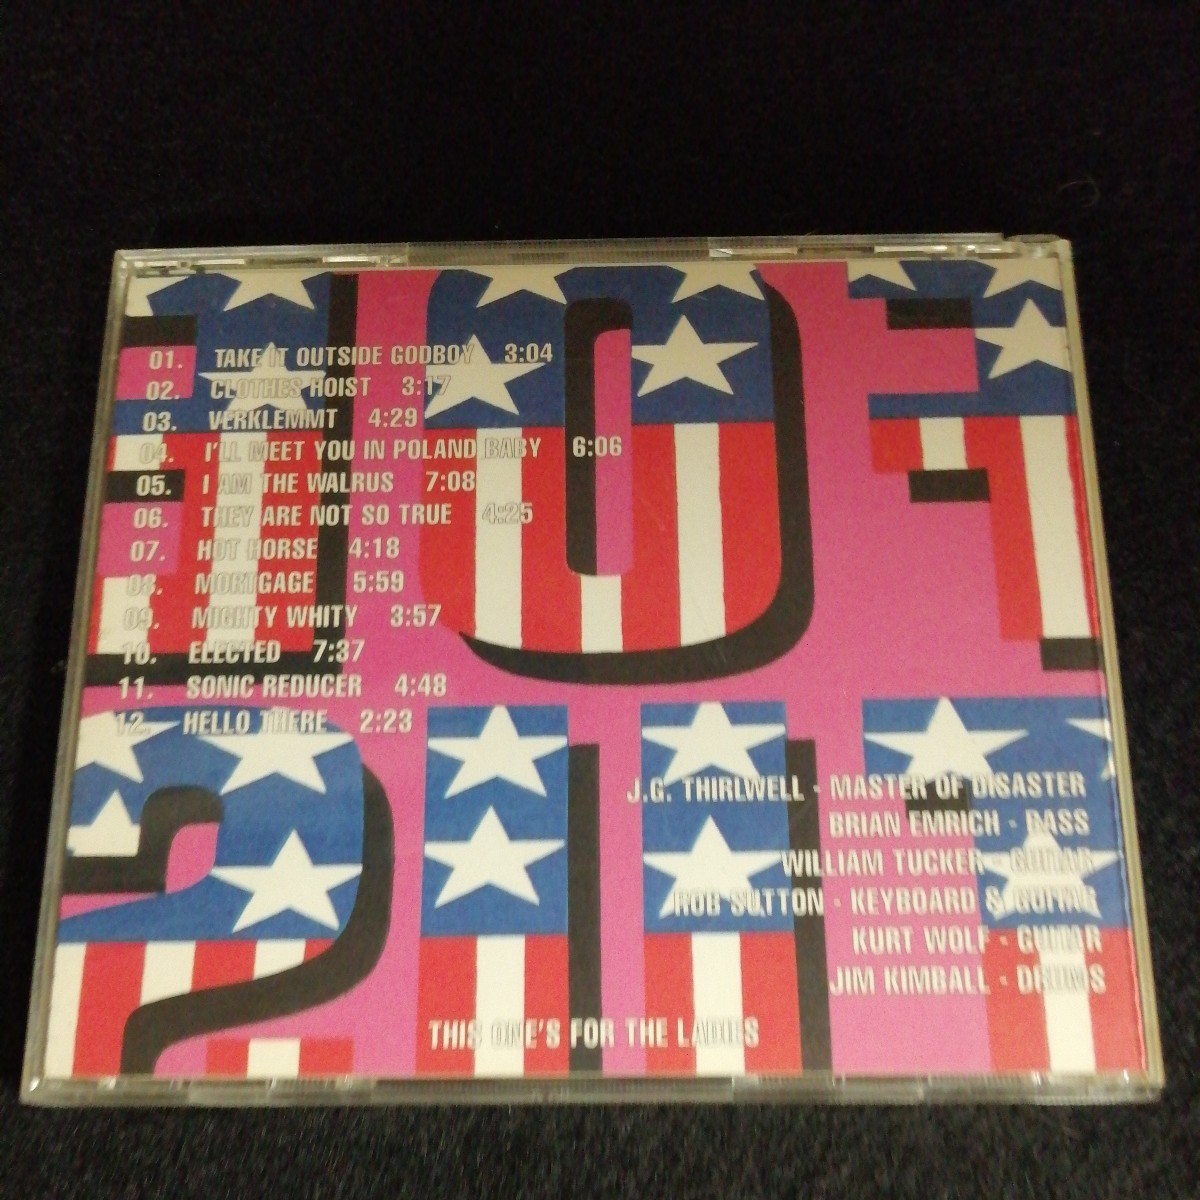 01. TAKE IT OUTSIDE GODBOY 3:04
02. CLOTHES HOIST 3:17
03. VERKLEMMT 4:29
04. I'LL MEET YOU IN POLAND BABY 6:06
05. I AM THE WALRUS 7:08
06. THEY ARE NOT SO TRUE 4:25
07. HOT HORSE 4:18
08. MORTGAGE 5:59
09. MIGHTY WHITY 3:57
10. ELECTED 7:37
11. SONIC REDUCER 4:48
12. HELLO THERE 2:23
J.G. THIRLWELL - MASTER OF DISASTER
BRIAN EMRICH - BASS
WILLIAM TUCKER - GUITAR
ROB SUTTON - KEYBOARD & GUITAR
KURT WOLF - GUITAR
JIM KIMBALL - DRUMS
THIS ONE'S FOR THE LADIES